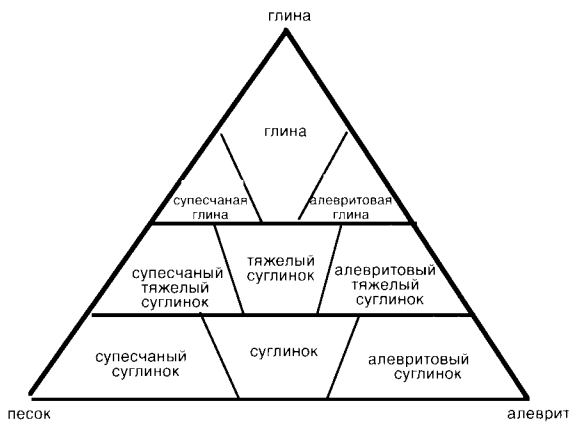 глина
глина
супесчаная
глина
алевритовая
глина
супесчаный
тяжелый
суглинок
тяжелый
суглинок
алевритовый
тяжелый
суглинок
супесчаный
суглинок
суглинок
алевритовый
суглинок
песок
алеврит